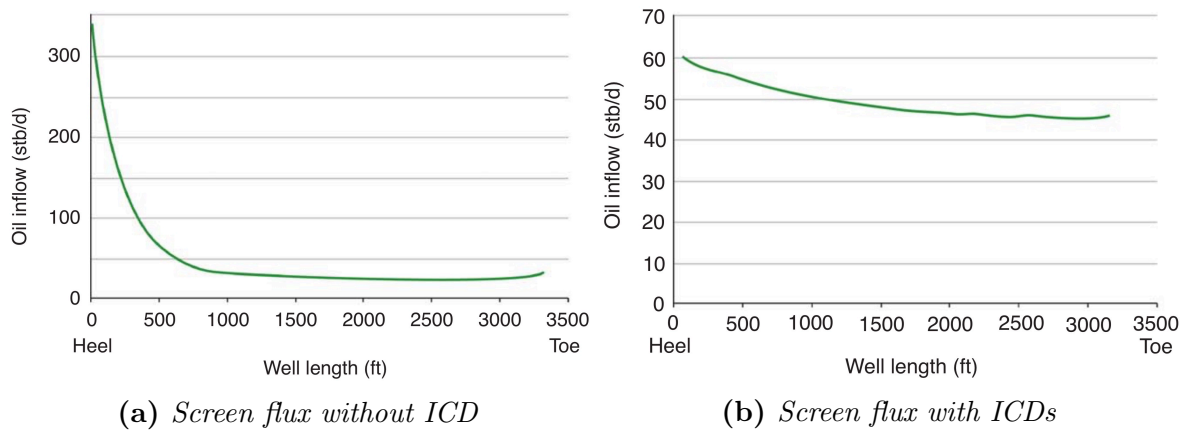 300
200
100
0
Oil inflow (stb/d)
0 500 1000 1500 2000 2500 3000 3500
Heel Toe
Well length (ft)
(a) Screen flux without ICD
70
60
50
40
30
20
10
0
Oil inflow (stb/d)
0 500 1000 1500 2000 2500 3000 3500
Heel Toe
Well length (ft)
(b) Screen flux with ICDs